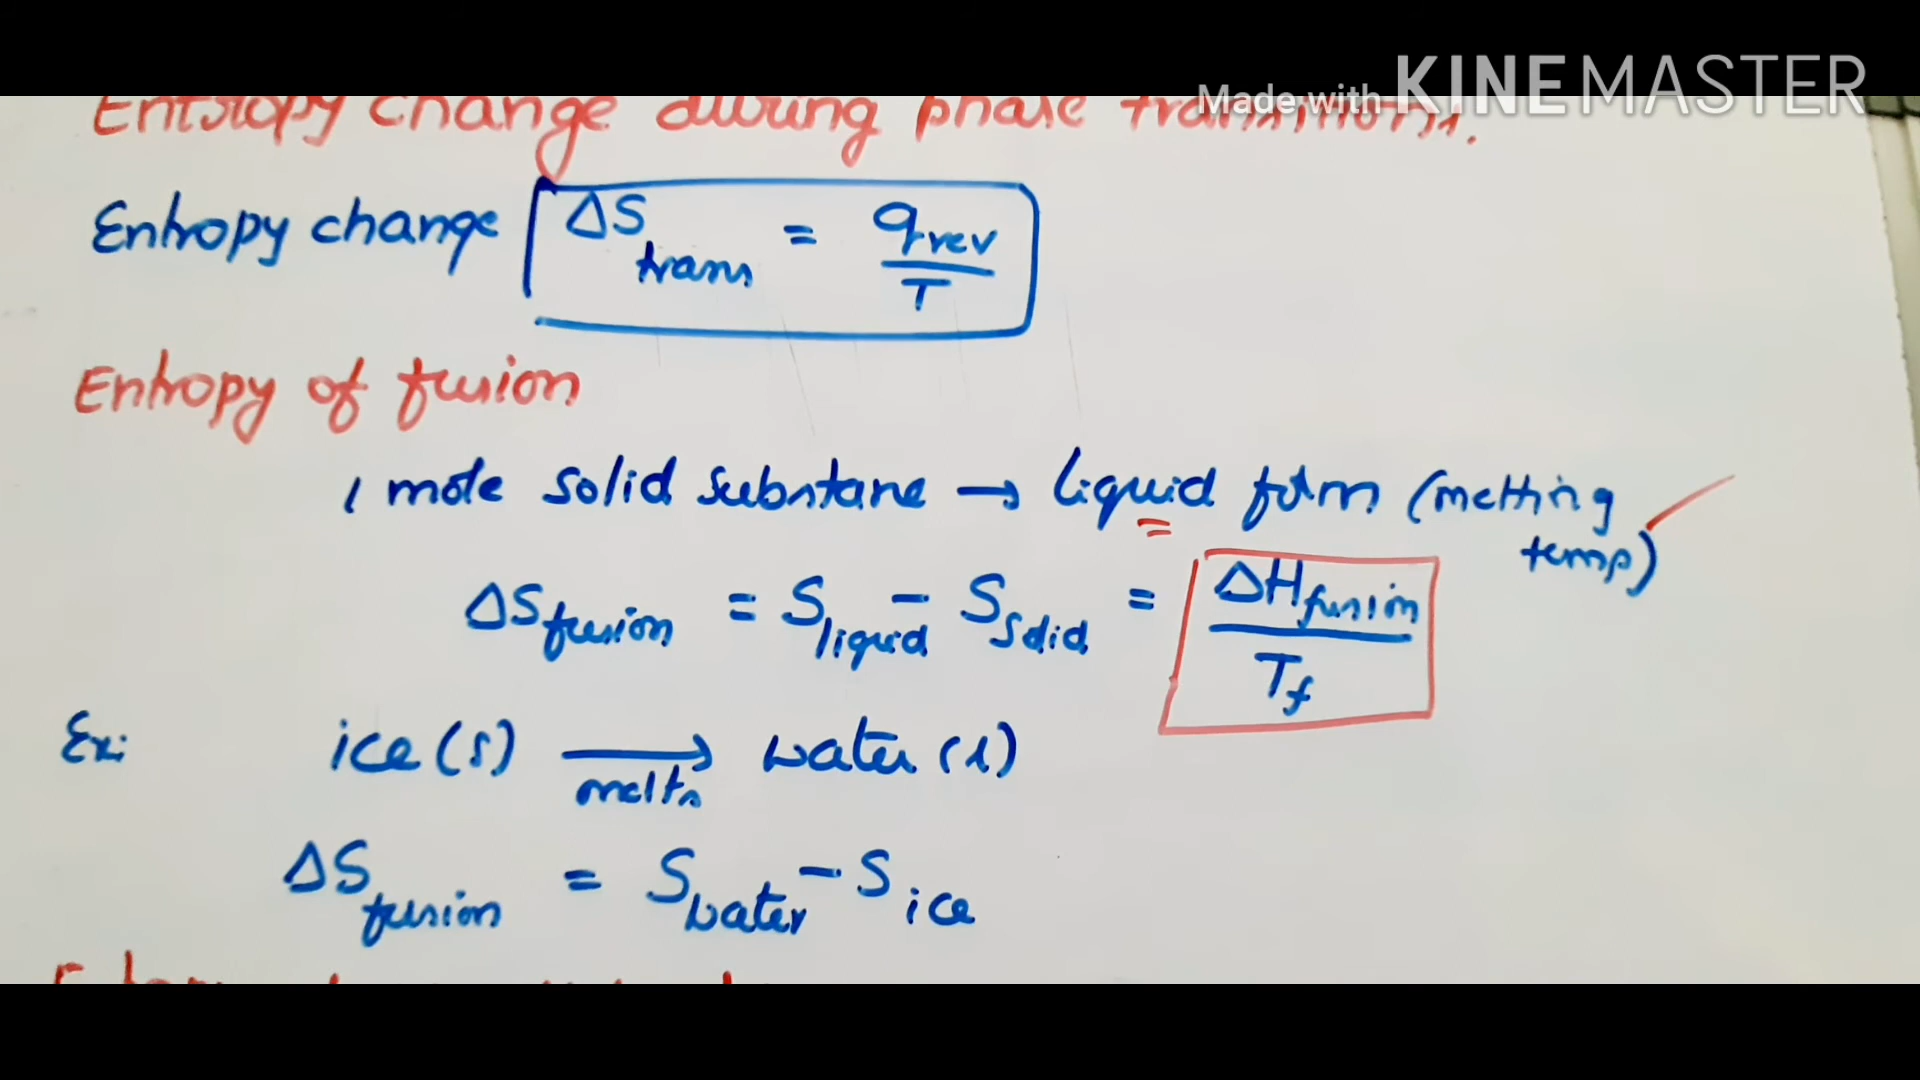 Made with KINEMASTER
Entropy change during phase transitions.
Entropy change ΔS trans = q rev / T
Entropy of fusion
1 mole solid substane → liquid form (melting temp)
ΔS fusion = S liquid - S solid = ΔH fusion / T f
Ex: ice (s) → melts water (l)
ΔS fusion = S water - S ice